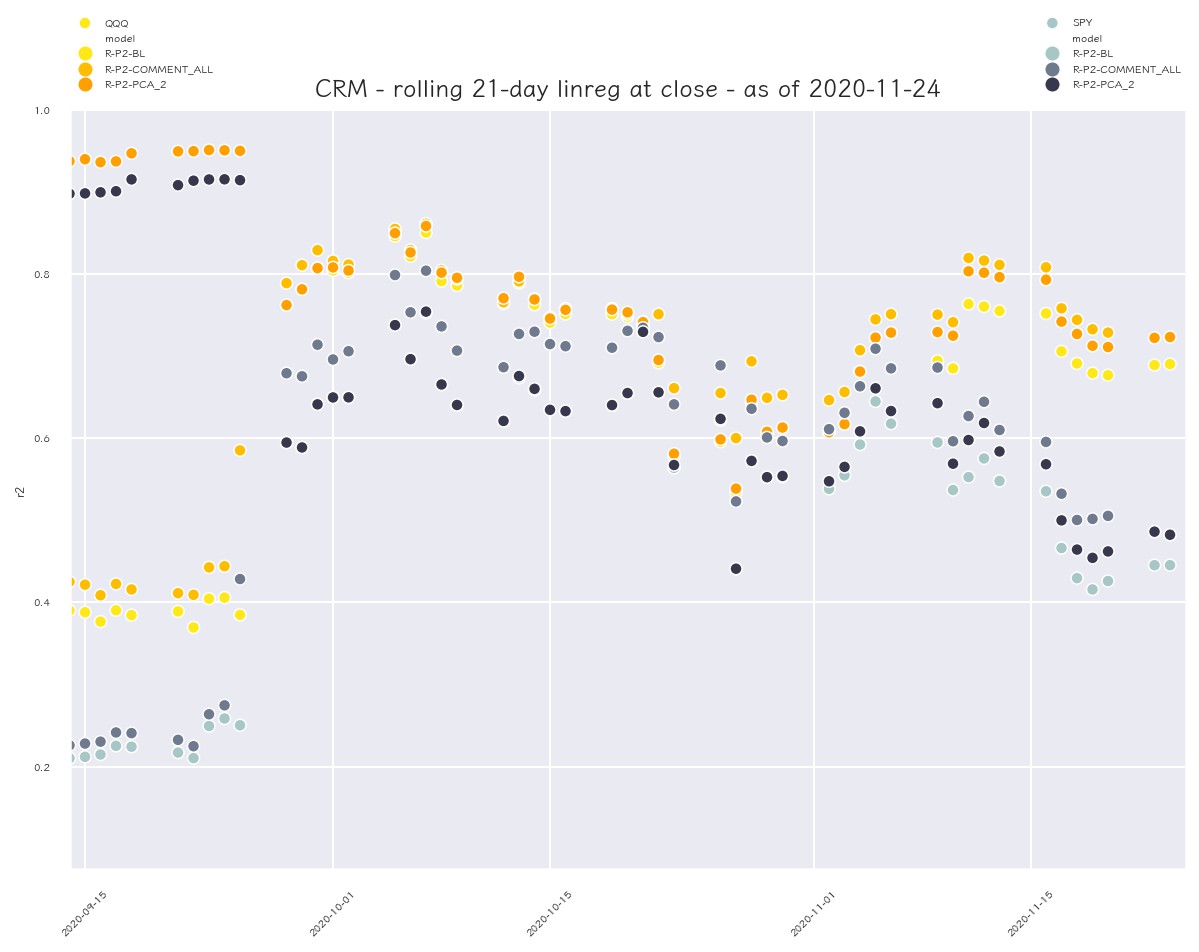 QQQ
model
R-P2-BL
R-P2-COMMENT_ALL
R-P2-PCA_2
SPY
model
R-P2-BL
R-P2-COMMENT_ALL
R-P2-PCA_2
CRM - rolling 21-day linreg at close - as of 2020-11-24
1.0
0.8
0.6
0.4
0.2
r2
2020-09-15
2020-10-01
2020-10-15
2020-11-01
2020-11-15